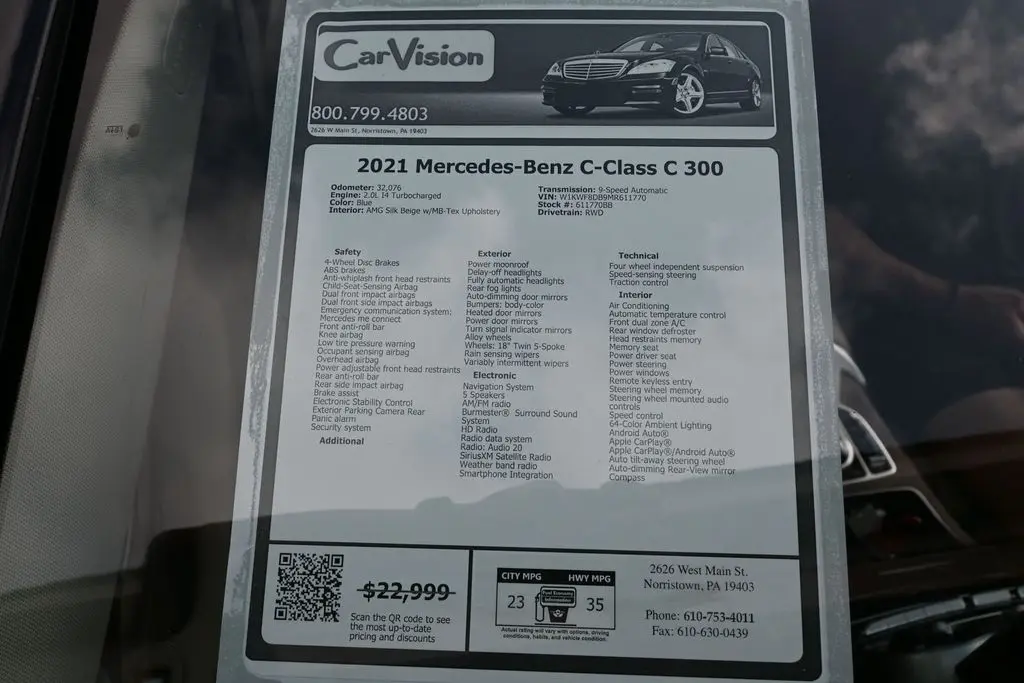 CarVision
800.799.4803
2626 W Main St, Norristown, PA 19403
2021 Mercedes-Benz C-Class C 300
Odometer: 32,076
Engine: 2.0L I4 Turbocharged
Color: Blue
Interior: AMG Silk Beige w/MB-Tex Upholstery
Transmission: 9-Speed Automatic
VIN: W1KWF8DB9MR611770
Stock #: 611770BB
Drivetrain: RWD
Safety
4-Wheel Disc Brakes
ABS brakes
Anti-whiplash front head restraints
Child-Seat-Sensing Airbag
Dual front impact airbags
Dual front side impact airbags
Emergency communication system:
Mercedes me connect
Front anti-roll bar
Knee airbag
Low tire pressure warning
Occupant sensing airbag
Overhead airbag
Power adjustable front head restraints
Rear anti-roll bar
Rear side impact airbag
Brake assist
Electronic Stability Control
Exterior Parking Camera Rear
Panic alarm
Security system
Additional
Exterior
Power moonroof
Delay-off headlights
Fully automatic headlights
Rear fog lights
Auto-dimming door mirrors
Bumpers: body-color
Heated door mirrors
Power door mirrors
Turn signal indicator mirrors
Alloy wheels
Wheels: 18" Twin 5-Spoke
Rain sensing wipers
Variably intermittent wipers
Electronic
Navigation System
5 Speakers
AM/FM radio
Burmester® Surround Sound
System
HD Radio
Radio data system
Radio: Audio 20
SiriusXM Satellite Radio
Weather band radio
Smartphone Integration
Technical
Four wheel independent suspension
Speed-sensing steering
Traction control
Interior
Air Conditioning
Automatic temperature control
Front dual zone A/C
Rear window defroster
Head restraints memory
Memory seat
Power driver seat
Power steering
Power windows
Remote keyless entry
Steering wheel memory
Steering wheel mounted audio
controls
Speed control
64-Color Ambient Lighting
Android Auto®
Apple CarPlay®
Apple CarPlay®/Android Auto®
Auto tilt-away steering wheel
Auto-dimming Rear-View mirror
Compass
$22,999
Scan the QR code to see
the most up-to-date
pricing and discounts
CITY MPG
HWY MPG
Fuel Economy
Information
23
35
Actual rating will vary with options, driving
conditions, habits, and vehicle condition.
2626 West Main St.
Norristown, PA 19403
Phone: 610-753-4011
Fax: 610-630-0439